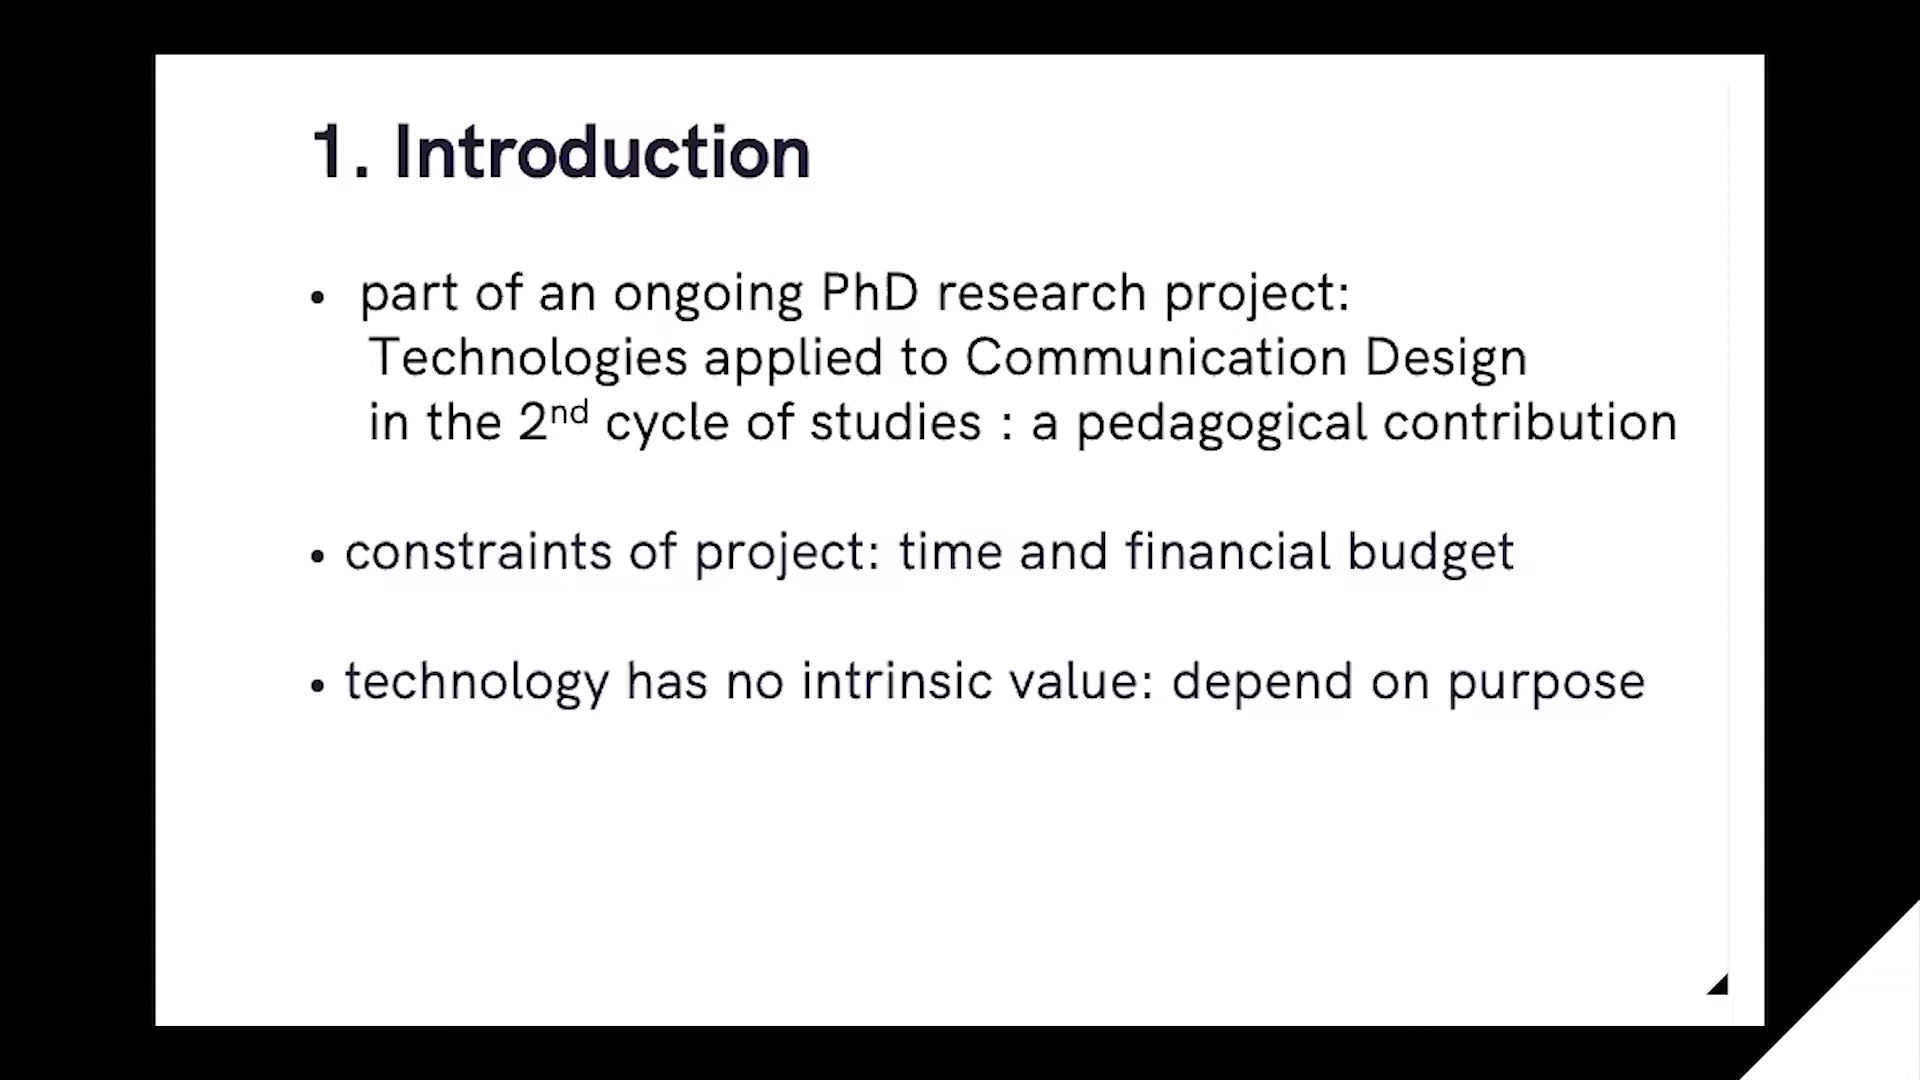 1. Introduction
• part of an ongoing PhD research project:
Technologies applied to Communication Design
in the 2nd cycle of studies : a pedagogical contribution
• constraints of project: time and financial budget
• technology has no intrinsic value: depend on purpose